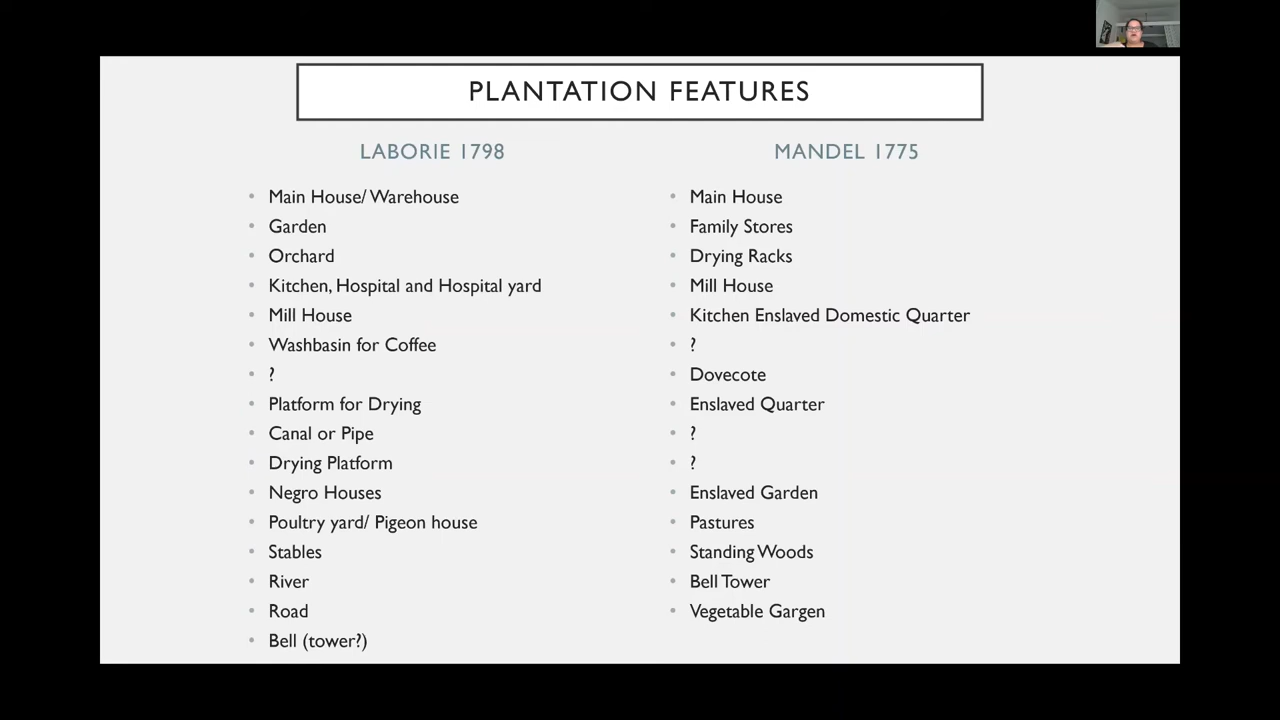 PLANTATION FEATURES
LABORIE 1798
• Main House/ Warehouse
• Garden
• Orchard
• Kitchen, Hospital and Hospital yard
• Mill House
• Washbasin for Coffee
• ?
• Platform for Drying
• Canal or Pipe
• Drying Platform
• Negro Houses
• Poultry yard/ Pigeon house
• Stables
• River
• Road
• Bell (tower?)
MANDEL 1775
• Main House
• Family Stores
• Drying Racks
• Mill House
• Kitchen Enslaved Domestic Quarter
• ?
• Dovecote
• Enslaved Quarter
• ?
• ?
• Enslaved Garden
• Pastures
• Standing Woods
• Bell Tower
• Vegetable Gargen